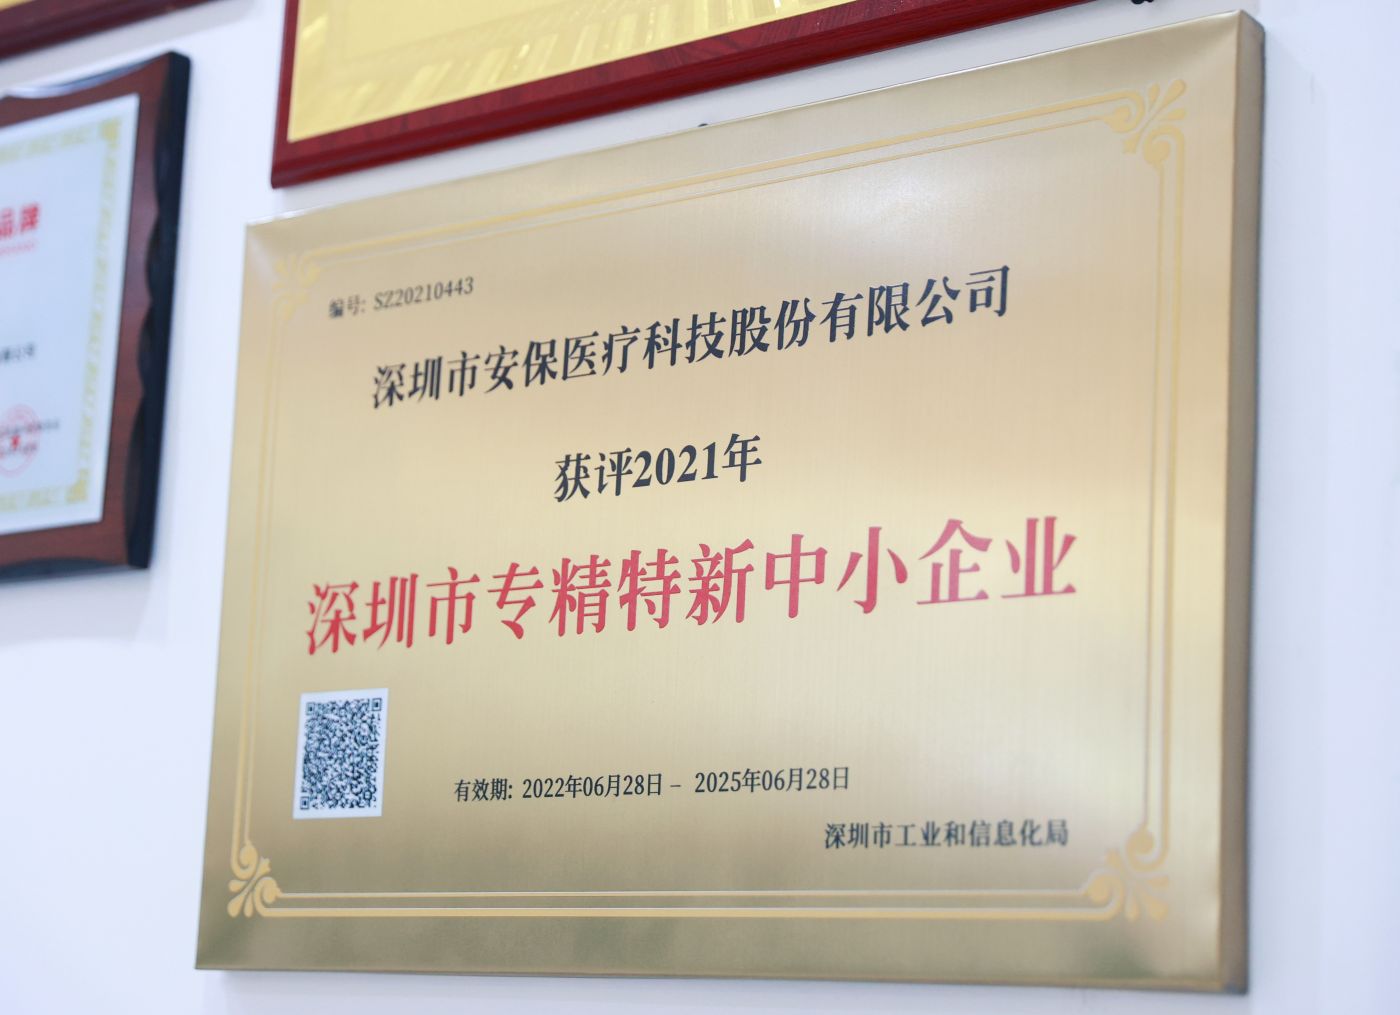 品牌
编号: SZ20210443
深圳市安保医疗科技股份有限公司
获评2021年
深圳市专精特新中小企业
有效期: 2022年06月28日 – 2025年06月28日
深圳市工业和信息化局